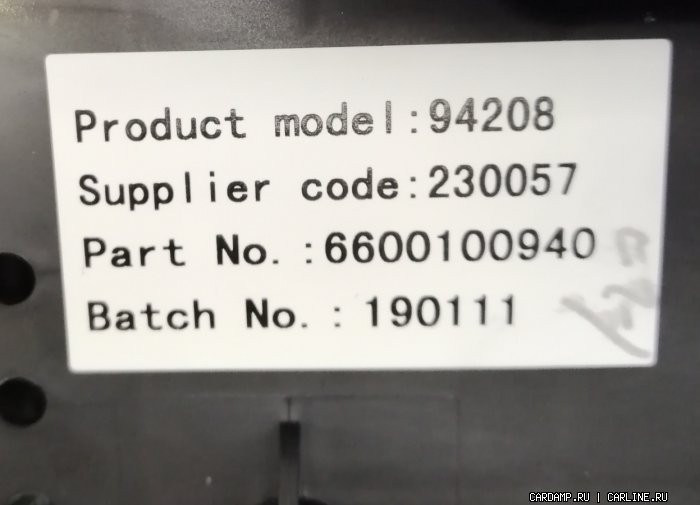 Product model:94208
Supplier code:230057
Part No.:6600100940
Batch No.: 190111
CARDAMP.RU | CARLINE.RU